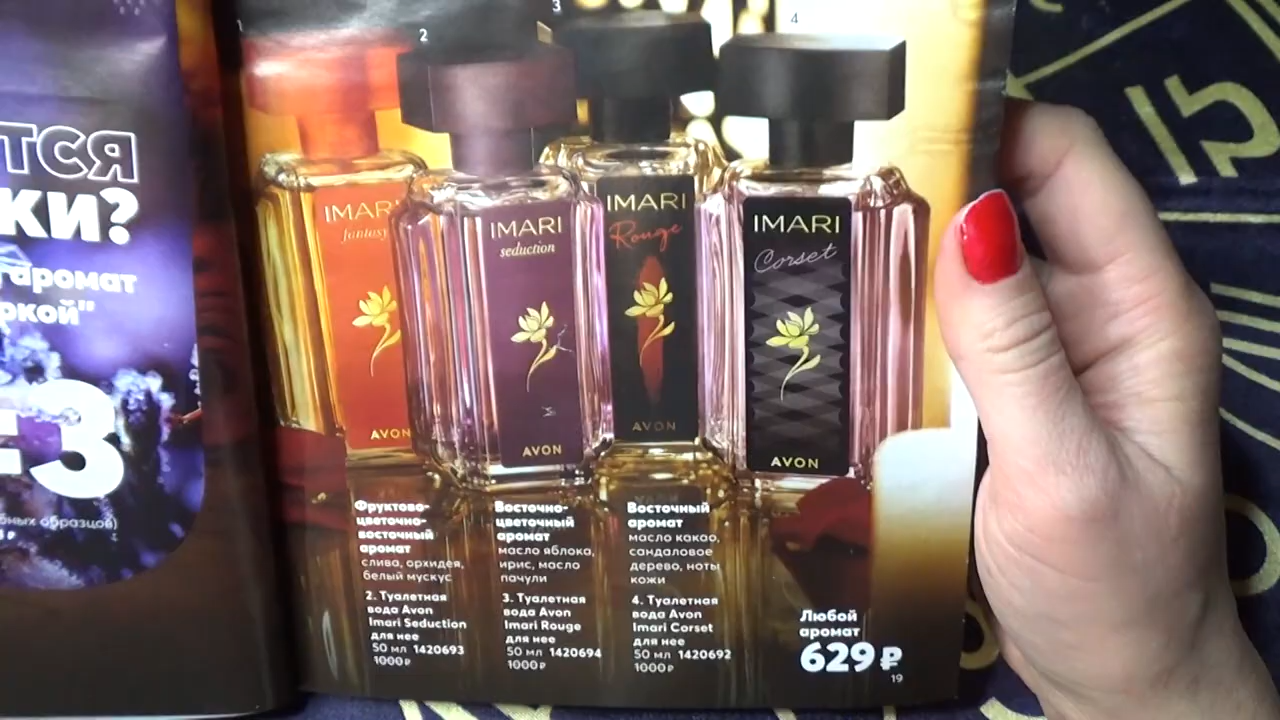 ТСЯ
КИ?
аромат
ркой"
3
образцов)
₽
2
3
4
IMARI
fantasy
AVON
IMARI
seduction
AVON
IMARI
Rouge
AVON
IMARI
Corset
AVON
Фруктово-
цветочно-
восточный
аромат
слива, орхидея,
белый мускус
2. Туалетная
вода Avon
Imari Seduction
для нее
50 мл 1420693
1000₽
Восточно-
цветочный
аромат
масло яблока,
ирис, масло
пачули
3. Туалетная
вода Avon
Imari Rouge
для нее
50 мл 1420694
1000₽
Восточный
аромат
масло какао,
сандаловое
дерево, ноты
кожи
4. Туалетная
вода Avon
Imari Corset
для нее
50 мл 1420692
1000₽
Любой
аромат
629₽
19